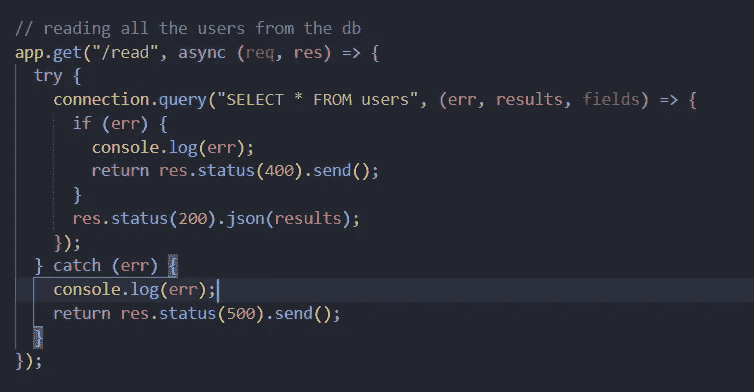 // reading all the users from the db
app.get("/read", async (req, res) => {
  try {
    connection.query("SELECT * FROM users", (err, results, fields) => {
      if (err) {
        console.log(err);
        return res.status(400).send();
      }
      res.status(200).json(results);
    });
  } catch (err) {
    console.log(err);
    return res.status(500).send();
  }
});